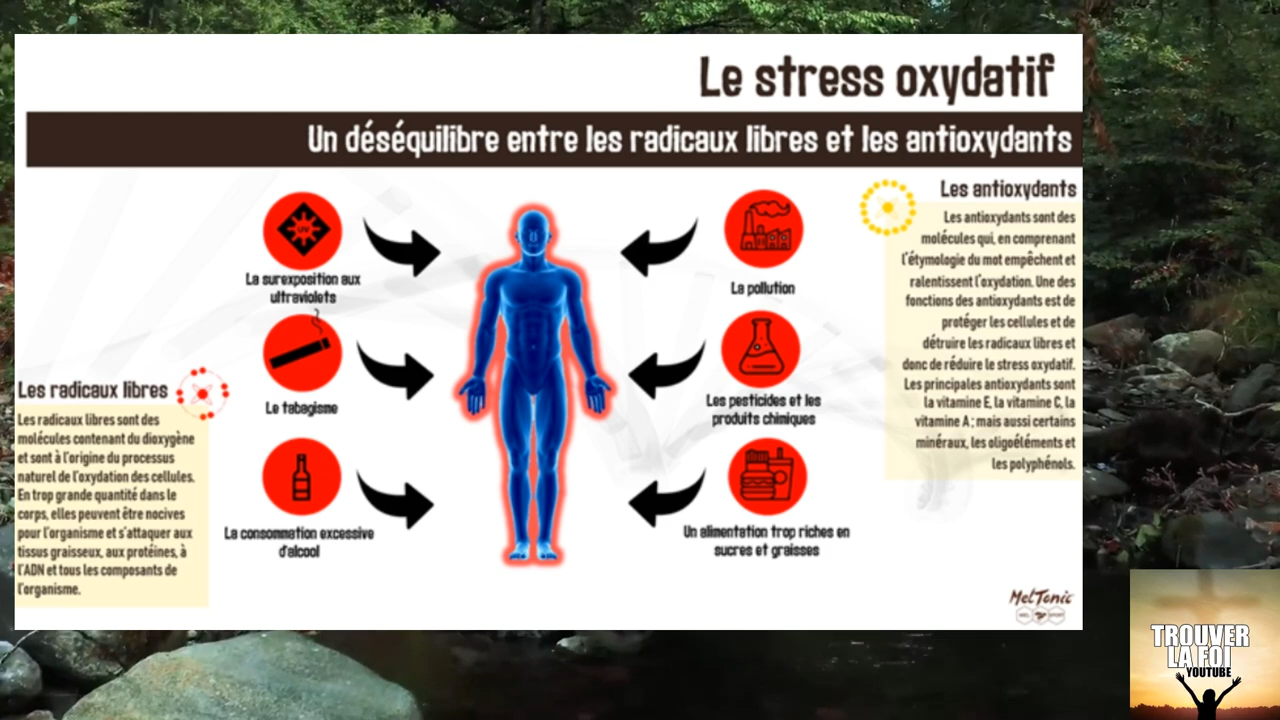 Le stress oxydatif
Un déséquilibre entre les radicaux libres et les antioxydants
Les antioxydants
Les antioxydants sont des
molécules qui, en comprenant
l'étymologie du mot empêchent et
ralentissent l'oxydation. Une des
fonctions des antioxydants est de
protéger les cellules et de
détruire les radicaux libres et
donc de réduire le stress oxydatif.
Les principales antioxydants sont
la vitamine E, la vitamine C, la
vitamine A ; mais aussi certains
minéraux, les oligoéléments et
les polyphénols.
UV
La surexposition aux
ultraviolets
La pollution
Le tabagisme
Les pesticides et les
produits chimiques
La consommation excessive
d'alcool
Un alimentation trop riches en
sucres et graisses
Les radicaux libres
Les radicaux libres sont des
molécules contenant du dioxygène
et sont à l'origine du processus
naturel de l'oxydation des cellules.
En trop grande quantité dans le
corps, elles peuvent être nocives
pour l'organisme et s'attaquer aux
tissus graisseux, aux protéines, à
l'ADN et tous les composants de
l'organisme.
MelTonic
MIEL SPORT
TROUVER
LA FOI
YOUTUBE